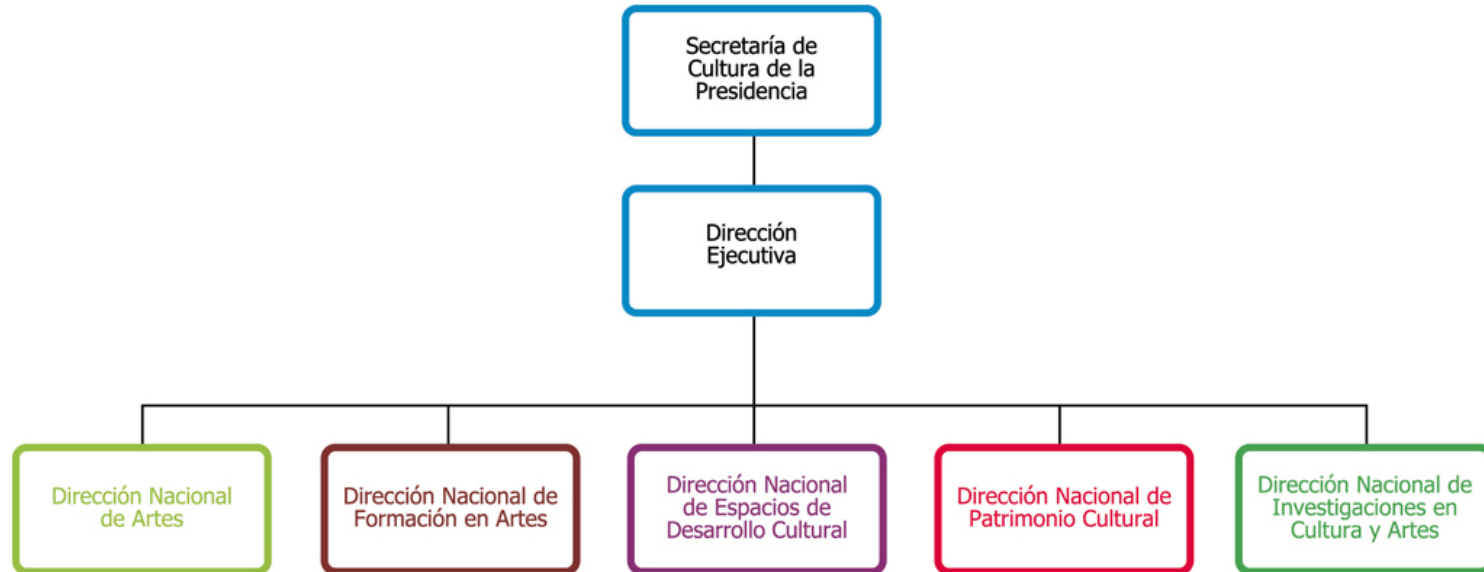 Secretaría de
Cultura de la
Presidencia
Dirección
Ejecutiva
Dirección Nacional
de Artes
Dirección Nacional de
Formación en Artes
Dirección Nacional
de Espacios de
Desarrollo Cultural
Dirección Nacional de
Patrimonio Cultural
Dirección Nacional de
Investigaciones en
Cultura y Artes